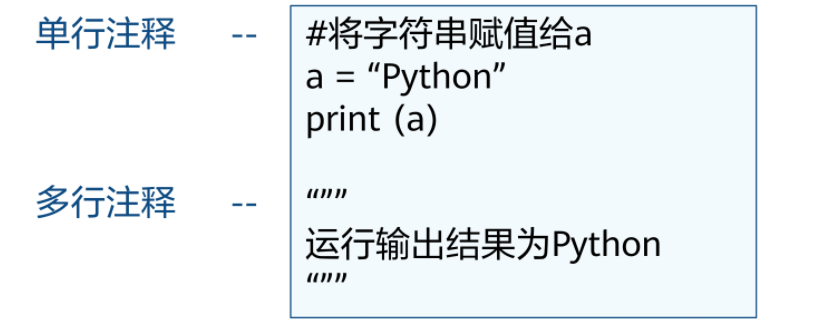 单行注释 -- #将字符串赋值给a
a = “Python”
print (a)
多行注释 -- “””
运行输出结果为Python
“””